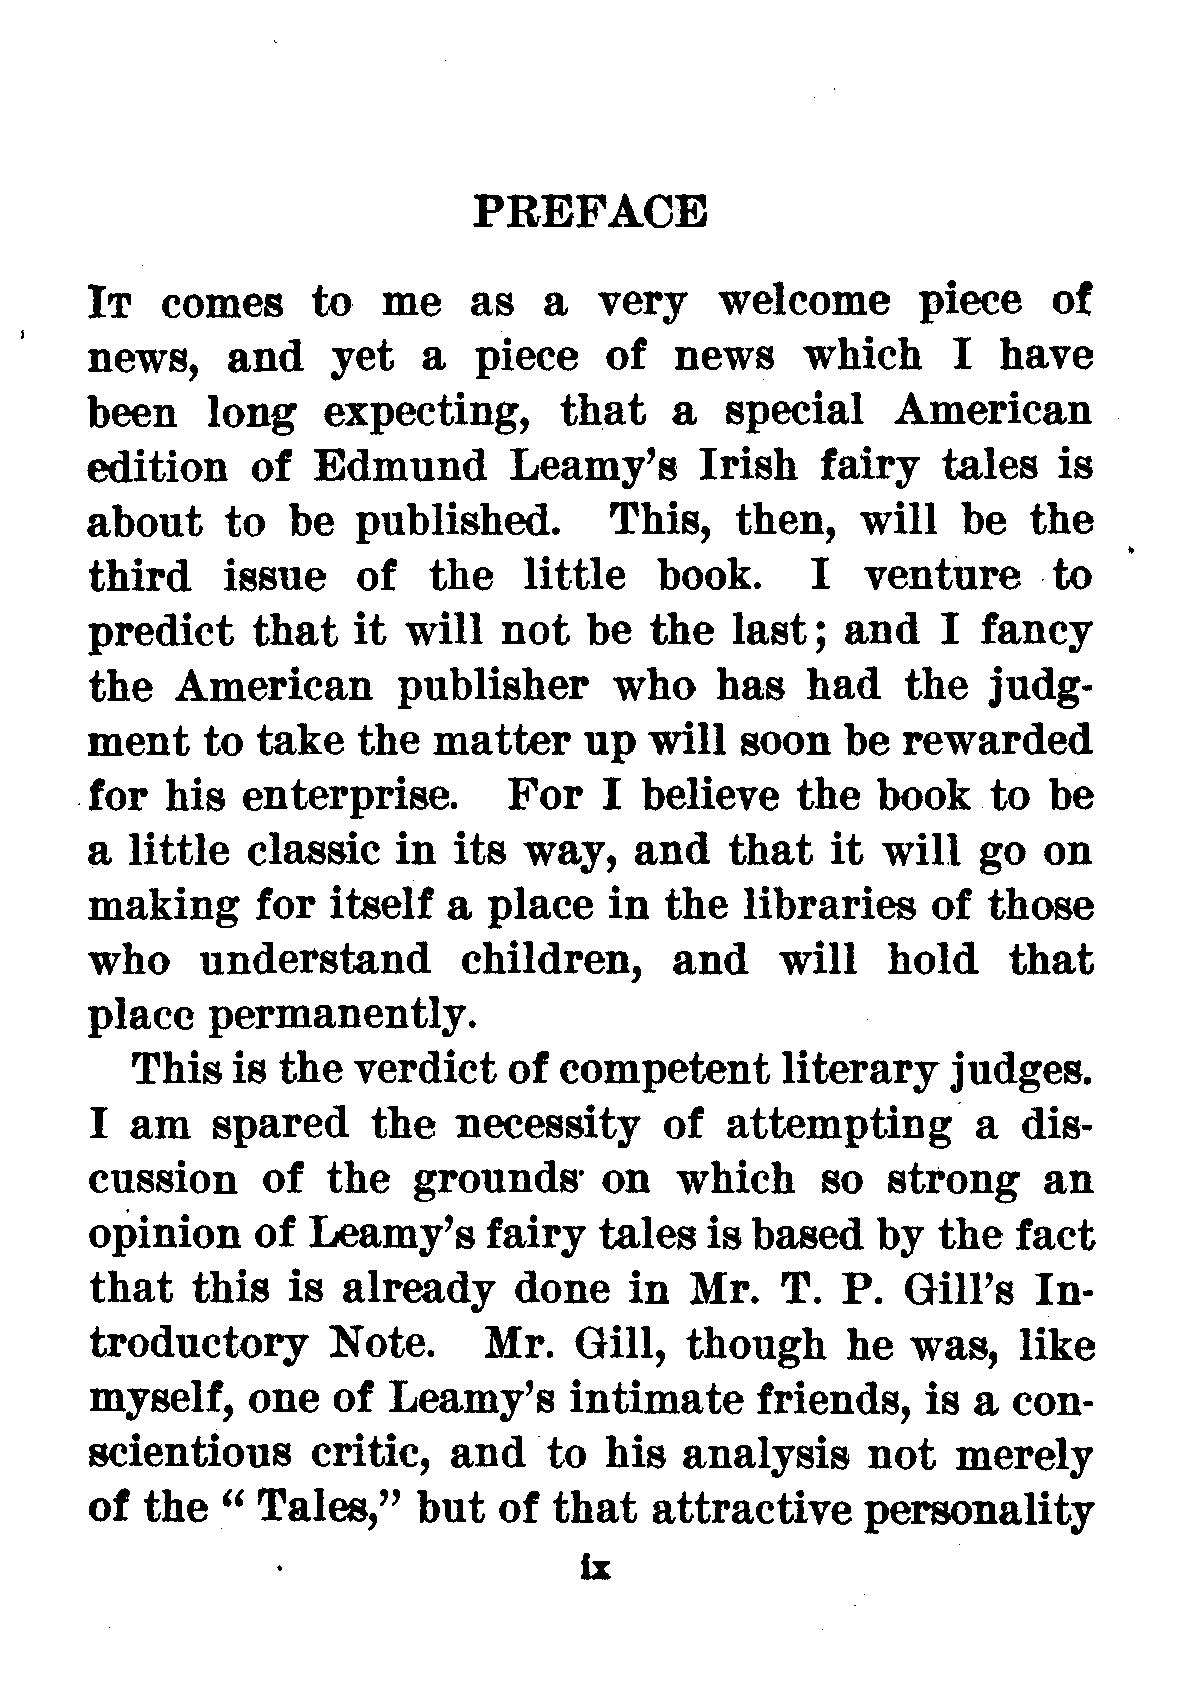 PREFACE
It comes to me as a very welcome piece of
news, and yet a piece of news which I have
been long expecting, that a special American
edition of Edmund Leamy's Irish fairy tales is
about to be published. This, then, will be the
third issue of the little book. I venture to
predict that it will not be the last; and I fancy
the American publisher who has had the judg-
ment to take the matter up will soon be rewarded
for his enterprise. For I believe the book to be
a little classic in its way, and that it will go on
making for itself a place in the libraries of those
who understand children, and will hold that
place permanently.
This is the verdict of competent literary judges.
I am spared the necessity of attempting a dis-
cussion of the grounds on which so strong an
opinion of Leamy's fairy tales is based by the fact
that this is already done in Mr. T. P. Gill's In-
troductory Note. Mr. Gill, though he was, like
myself, one of Leamy's intimate friends, is a con-
scientious critic, and to his analysis not merely
of the “ Tales,” but of that attractive personality
ix